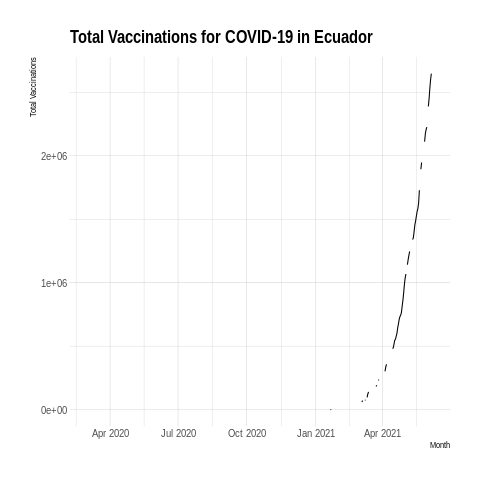 Total Vaccinations for COVID-19 in Ecuador
Total Vaccinations
2e+06
1e+06
0e+00
Apr 2020 Jul 2020 Oct 2020 Jan 2021 Apr 2021
Month